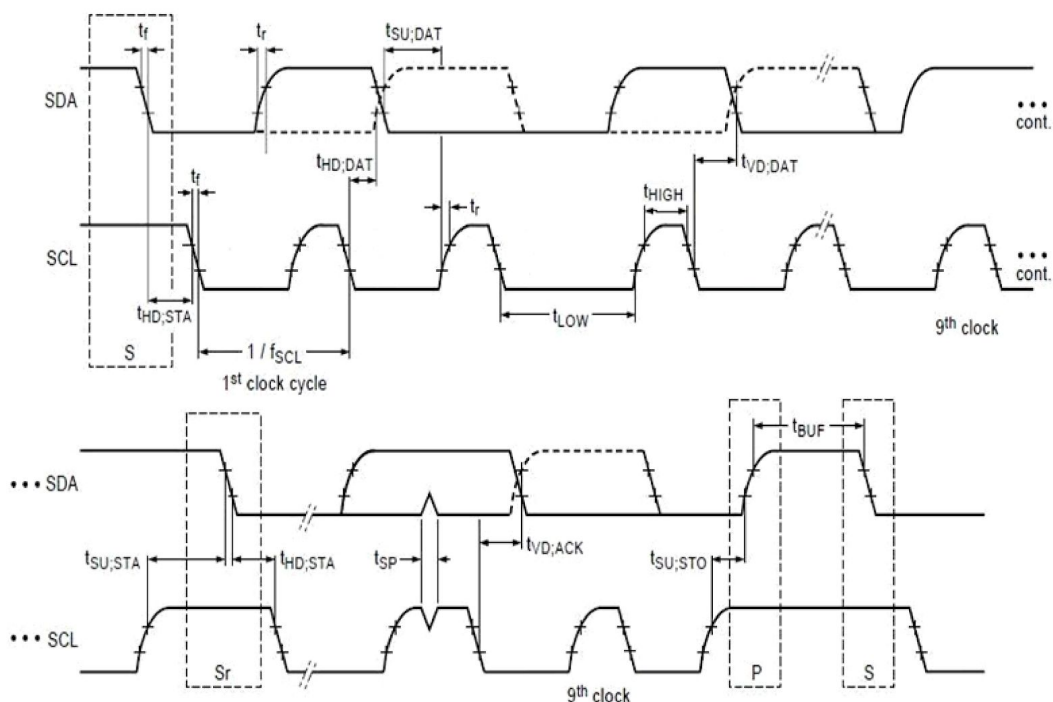 tf tr tSU;DAT
SDA
cont.
tHD;DAT tVD;DAT
tf tr tHIGH
SCL
cont.
tHD;STA tLOW
9th clock
S 1 / fSCL
1st clock cycle
tBUF
SDA
tSU;STA tHD;STA tSP tVD;ACK tSU;STO
SCL
Sr P S
9th clock